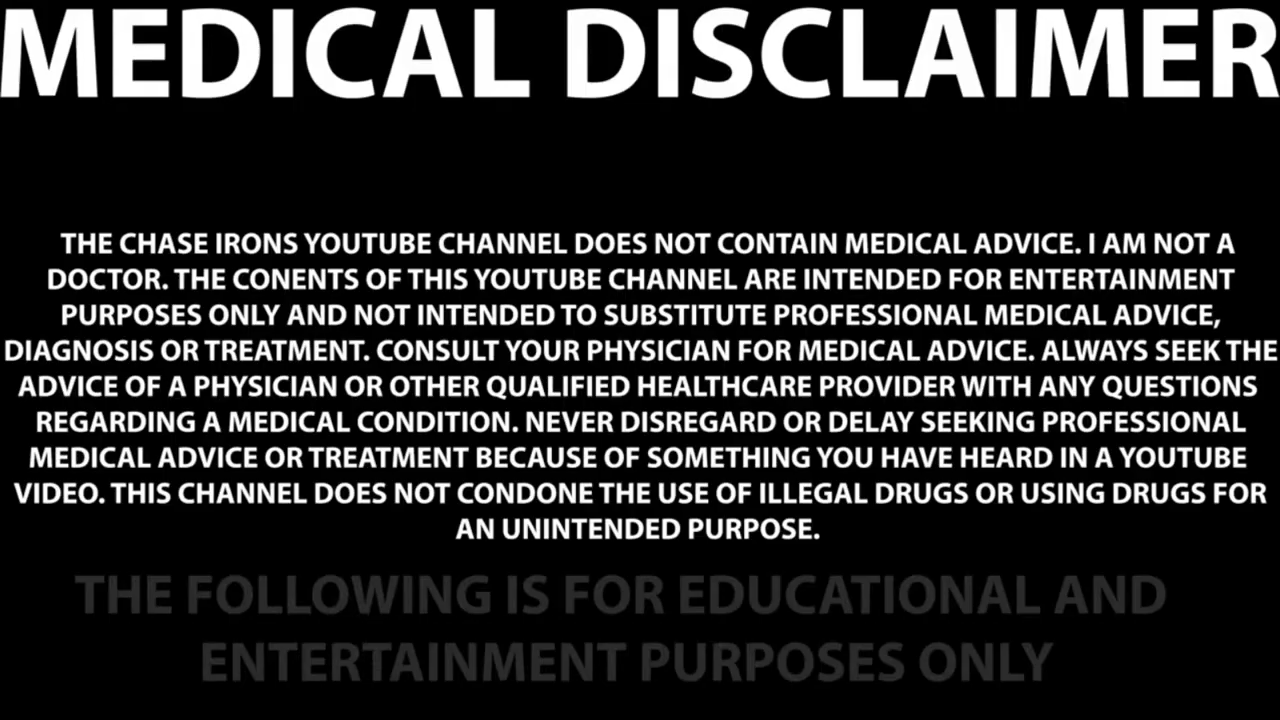 MEDICAL DISCLAIMER
THE CHASE IRONS YOUTUBE CHANNEL DOES NOT CONTAIN MEDICAL ADVICE. I AM NOT A
DOCTOR. THE CONENTS OF THIS YOUTUBE CHANNEL ARE INTENDED FOR ENTERTAINMENT
PURPOSES ONLY AND NOT INTENDED TO SUBSTITUTE PROFESSIONAL MEDICAL ADVICE,
DIAGNOSIS OR TREATMENT. CONSULT YOUR PHYSICIAN FOR MEDICAL ADVICE. ALWAYS SEEK THE
ADVICE OF A PHYSICIAN OR OTHER QUALIFIED HEALTHCARE PROVIDER WITH ANY QUESTIONS
REGARDING A MEDICAL CONDITION. NEVER DISREGARD OR DELAY SEEKING PROFESSIONAL
MEDICAL ADVICE OR TREATMENT BECAUSE OF SOMETHING YOU HAVE HEARD IN A YOUTUBE
VIDEO. THIS CHANNEL DOES NOT CONDONE THE USE OF ILLEGAL DRUGS OR USING DRUGS FOR
AN UNINTENDED PURPOSE.
THE FOLLOWING IS FOR EDUCATIONAL AND
ENTERTAINMENT PURPOSES ONLY